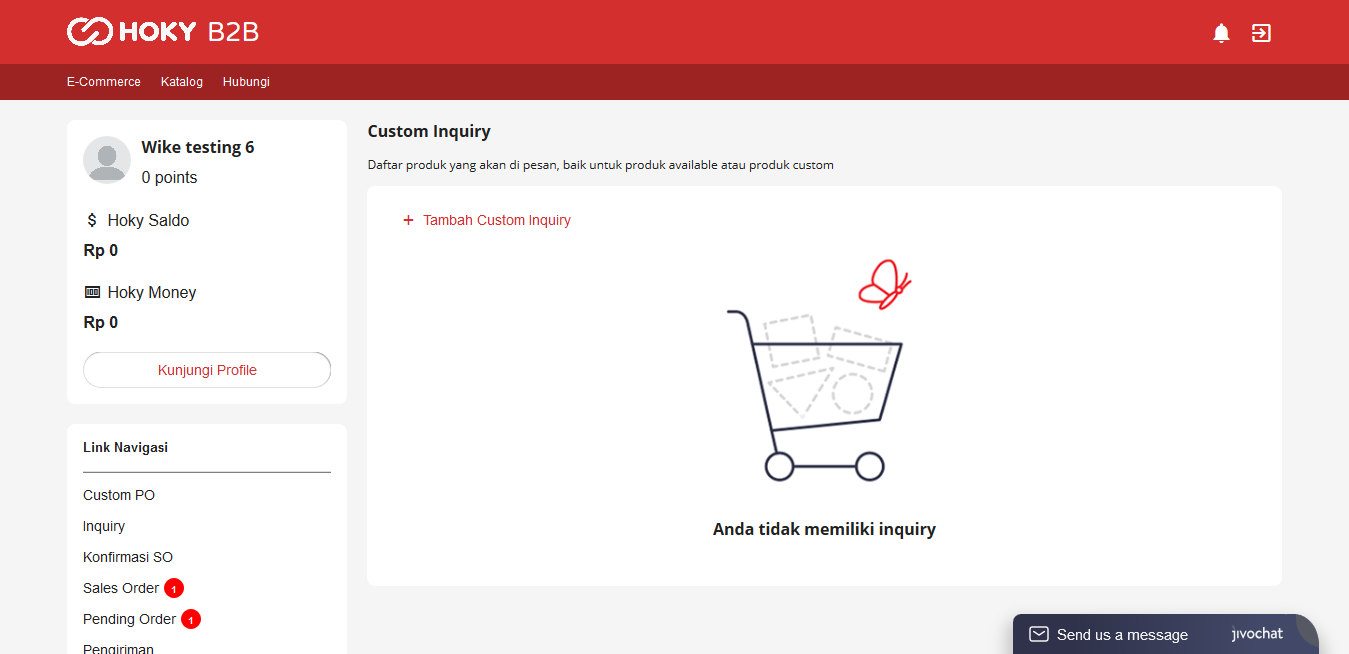 HOKY B2B
E-Commerce Katalog Hubungi
Wike testing 6
0 points
Hoky Saldo
Rp 0
Hoky Money
Rp 0
Kunjungi Profile
Link Navigasi
Custom PO
Inquiry
Konfirmasi SO
Sales Order 1
Pending Order 1
Pengiriman
Custom Inquiry
Daftar produk yang akan di pesan, baik untuk produk available atau produk custom
+ Tambah Custom Inquiry
Anda tidak memiliki inquiry
Send us a message jivochat